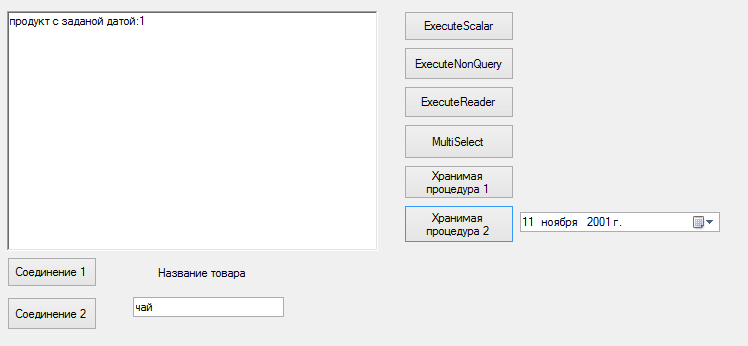 продукт с заданой датой:1
ExecuteScalar
ExecuteNonQuery
ExecuteReader
MultiSelect
Хранимая
процедура 1
Хранимая
процедура 2
11 ноября 2001 г.
Соединение 1
Название товара
Соединение 2
чай